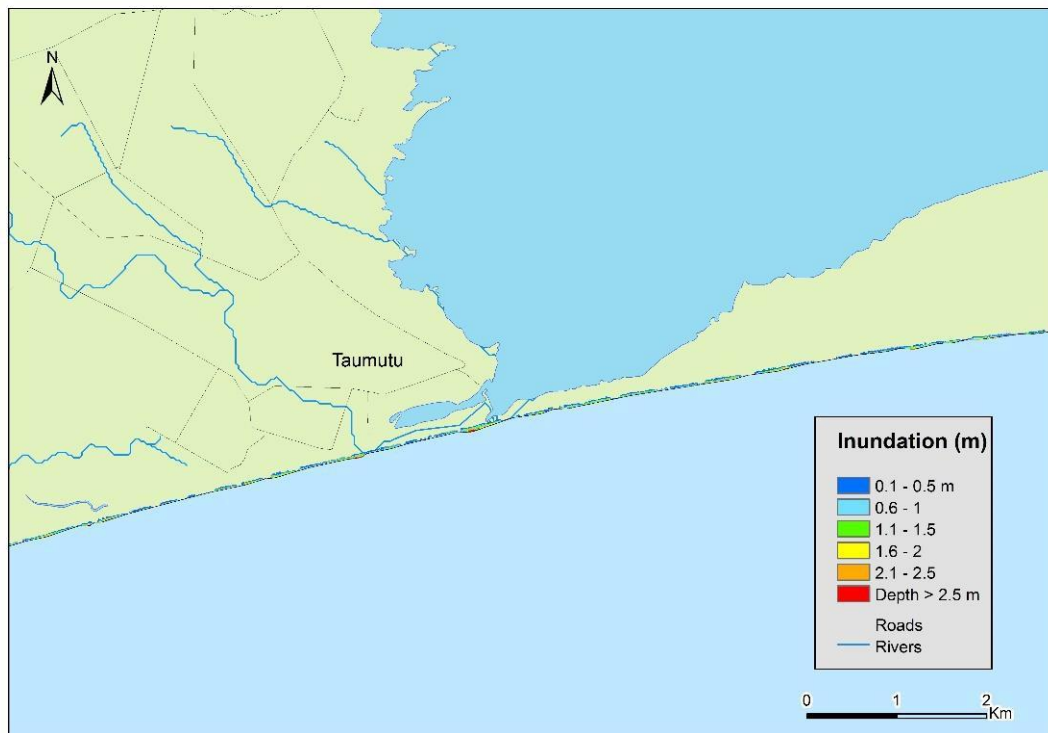 N
Taumutu
Inundation (m)
0.1 - 0.5 m
0.6 - 1
1.1 - 1.5
1.6 - 2
2.1 - 2.5
Depth > 2.5 m
Roads
Rivers
0 1 2
Km